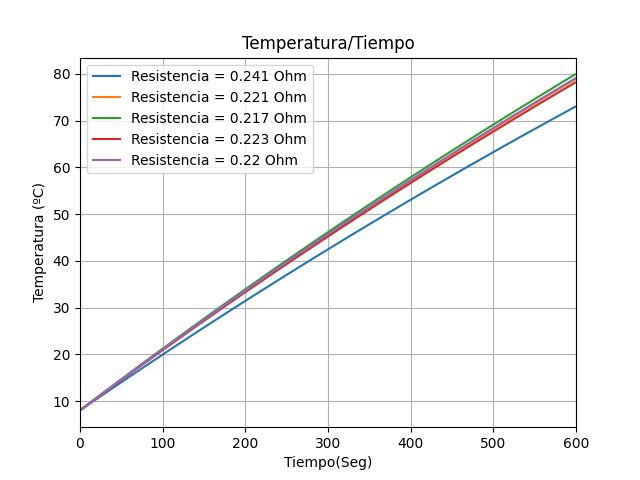 Temperatura/Tiempo
Resistencia = 0.241 Ohm
Resistencia = 0.221 Ohm
Resistencia = 0.217 Ohm
Resistencia = 0.223 Ohm
Resistencia = 0.22 Ohm
80
70
60
50
40
30
20
10
Temperatura (ºC)
0 100 200 300 400 500 600
Tiempo(Seg)